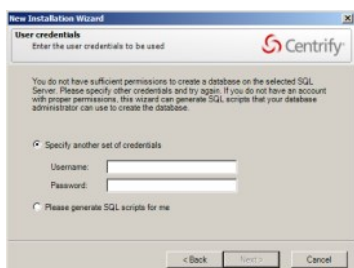 New Installation Wizard
User credentials
Enter the user credentials to be used
Centrify
You do not have sufficient permissions to create a database on the selected SQL
Server. Please specify other credentials and try again. If you do not have an account
with proper permissions, this wizard can generate SQL scripts that your database
administrator can use to create the database.
Specify another set of credentials
Username:
Password:
Please generate SQL scripts for me
< Back
Next >
Cancel